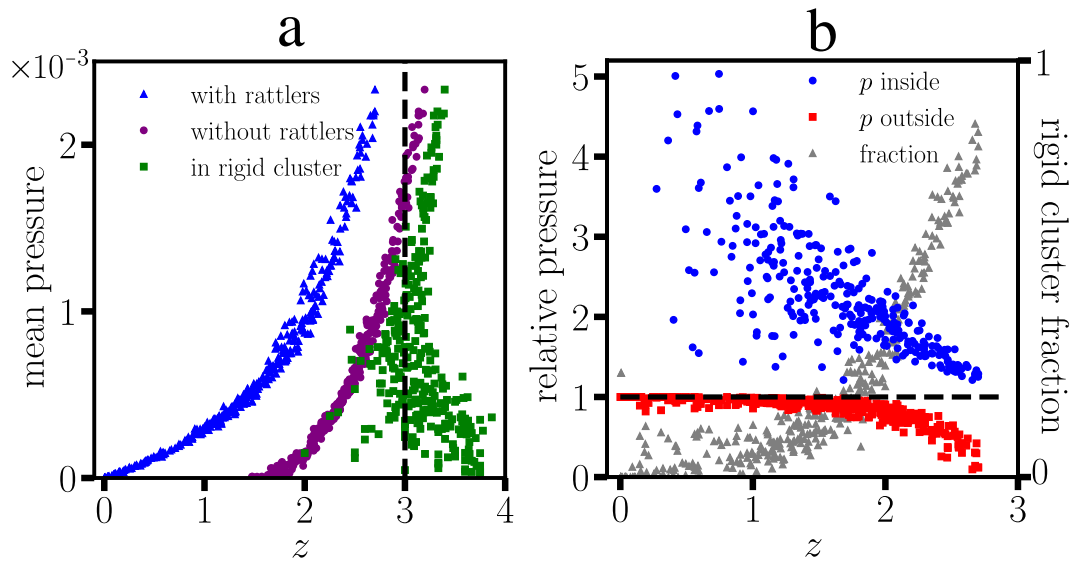 a
×10⁻³
with rattlers
without rattlers
in rigid cluster
mean pressure
2
1
0
0 1 2 3 4
z
b
p inside
p outside
fraction
relative pressure
5
4
3
2
1
0
0 1 2 3
z
1
0
rigid cluster fraction